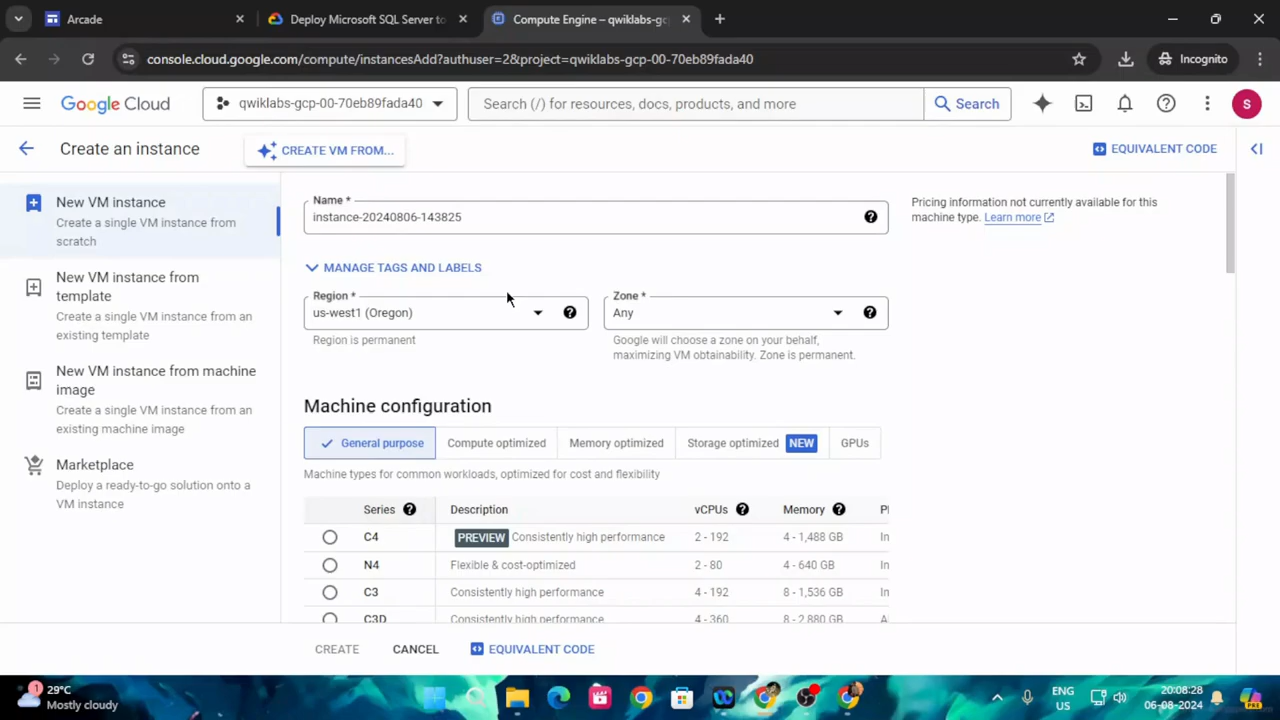 Arcade
Deploy Microsoft SQL Server to
Compute Engine – qwiklabs-gc
console.cloud.google.com/compute/instancesAdd?authuser=2&project=qwiklabs-gcp-00-70eb89fada40
Incognito
Google Cloud
qwiklabs-gcp-00-70eb89fada40
Search (/) for resources, docs, products, and more
Search
S
Create an instance
CREATE VM FROM...
EQUIVALENT CODE
New VM instance
Create a single VM instance from
scratch
New VM instance from
template
Create a single VM instance from an
existing template
New VM instance from machine
image
Create a single VM instance from an
existing machine image
Marketplace
Deploy a ready-to-go solution onto a
VM instance
Name *
instance-20240806-143825
Pricing information not currently available for this
machine type. Learn more
MANAGE TAGS AND LABELS
Region *
us-west1 (Oregon)
Region is permanent
Zone *
Any
Google will choose a zone on your behalf,
maximizing VM obtainability. Zone is permanent.
Machine configuration
General purpose
Compute optimized
Memory optimized
Storage optimized NEW
GPUs
Machine types for common workloads, optimized for cost and flexibility
Series Description vCPUs Memory Pl
C4 PREVIEW Consistently high performance 2 - 192 4 - 1,488 GB In
N4 Flexible & cost-optimized 2 - 80 4 - 640 GB In
C3 Consistently high performance 4 - 192 8 - 1,536 GB In
C3D Consistently high performance 4 - 360 8 - 2,880 GB
CREATE
CANCEL
EQUIVALENT CODE
1
29°C
Mostly cloudy
ENG
US
20:08:28
06-08-2024
PRE